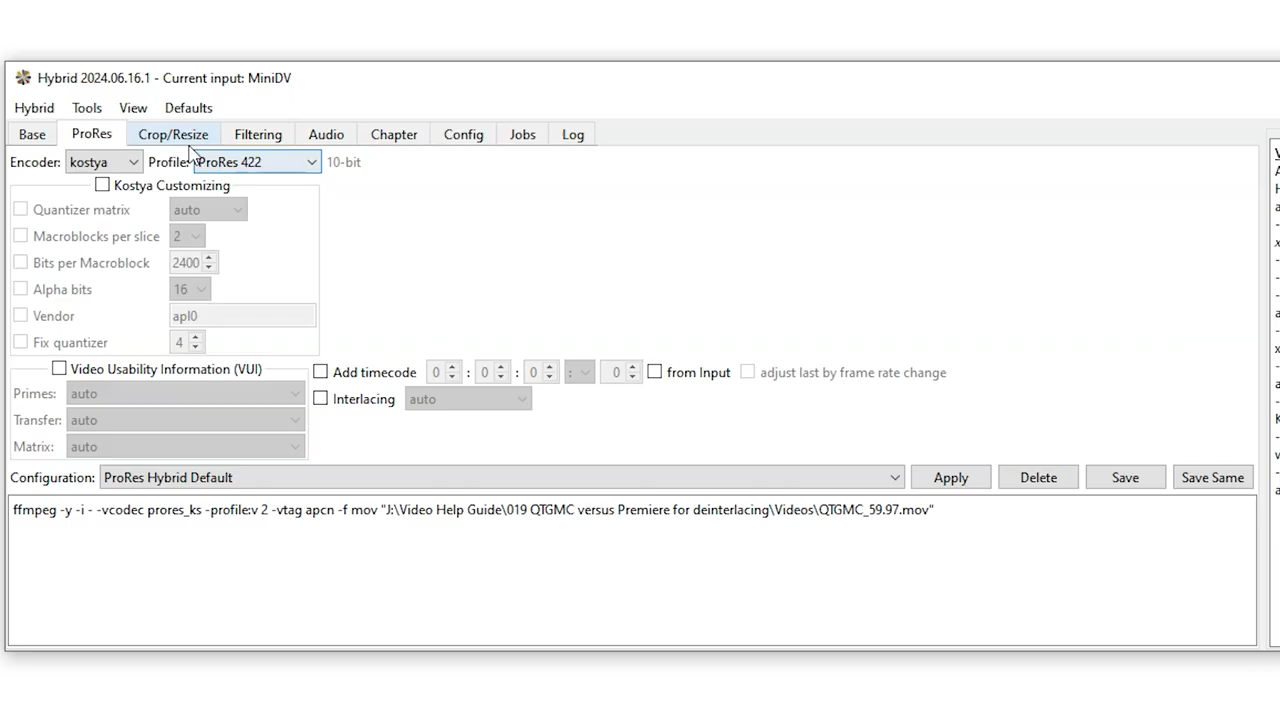 Hybrid 2024.06.16.1 - Current input: MiniDV
Hybrid Tools View Defaults
Base ProRes Crop/Resize Filtering Audio Chapter Config Jobs Log
Encoder: kostya Profile: ProRes 422 10-bit
Kostya Customizing
Quantizer matrix auto
Macroblocks per slice 2
Bits per Macroblock 2400
Alpha bits 16
Vendor apl0
Fix quantizer 4
Video Usability Information (VUI) Add timecode 0 : 0 : 0 : 0 from Input adjust last by frame rate change
Primes: auto Interlacing auto
Transfer: auto
Matrix: auto
Configuration: ProRes Hybrid Default Apply Delete Save Save Same
ffmpeg -y -i - -vcodec prores_ks -profile:v 2 -vtag apcn -f mov "J:\Video Help Guide\019 QTGMC versus Premiere for deinterlacing\Videos\QTGMC_59.97.mov"